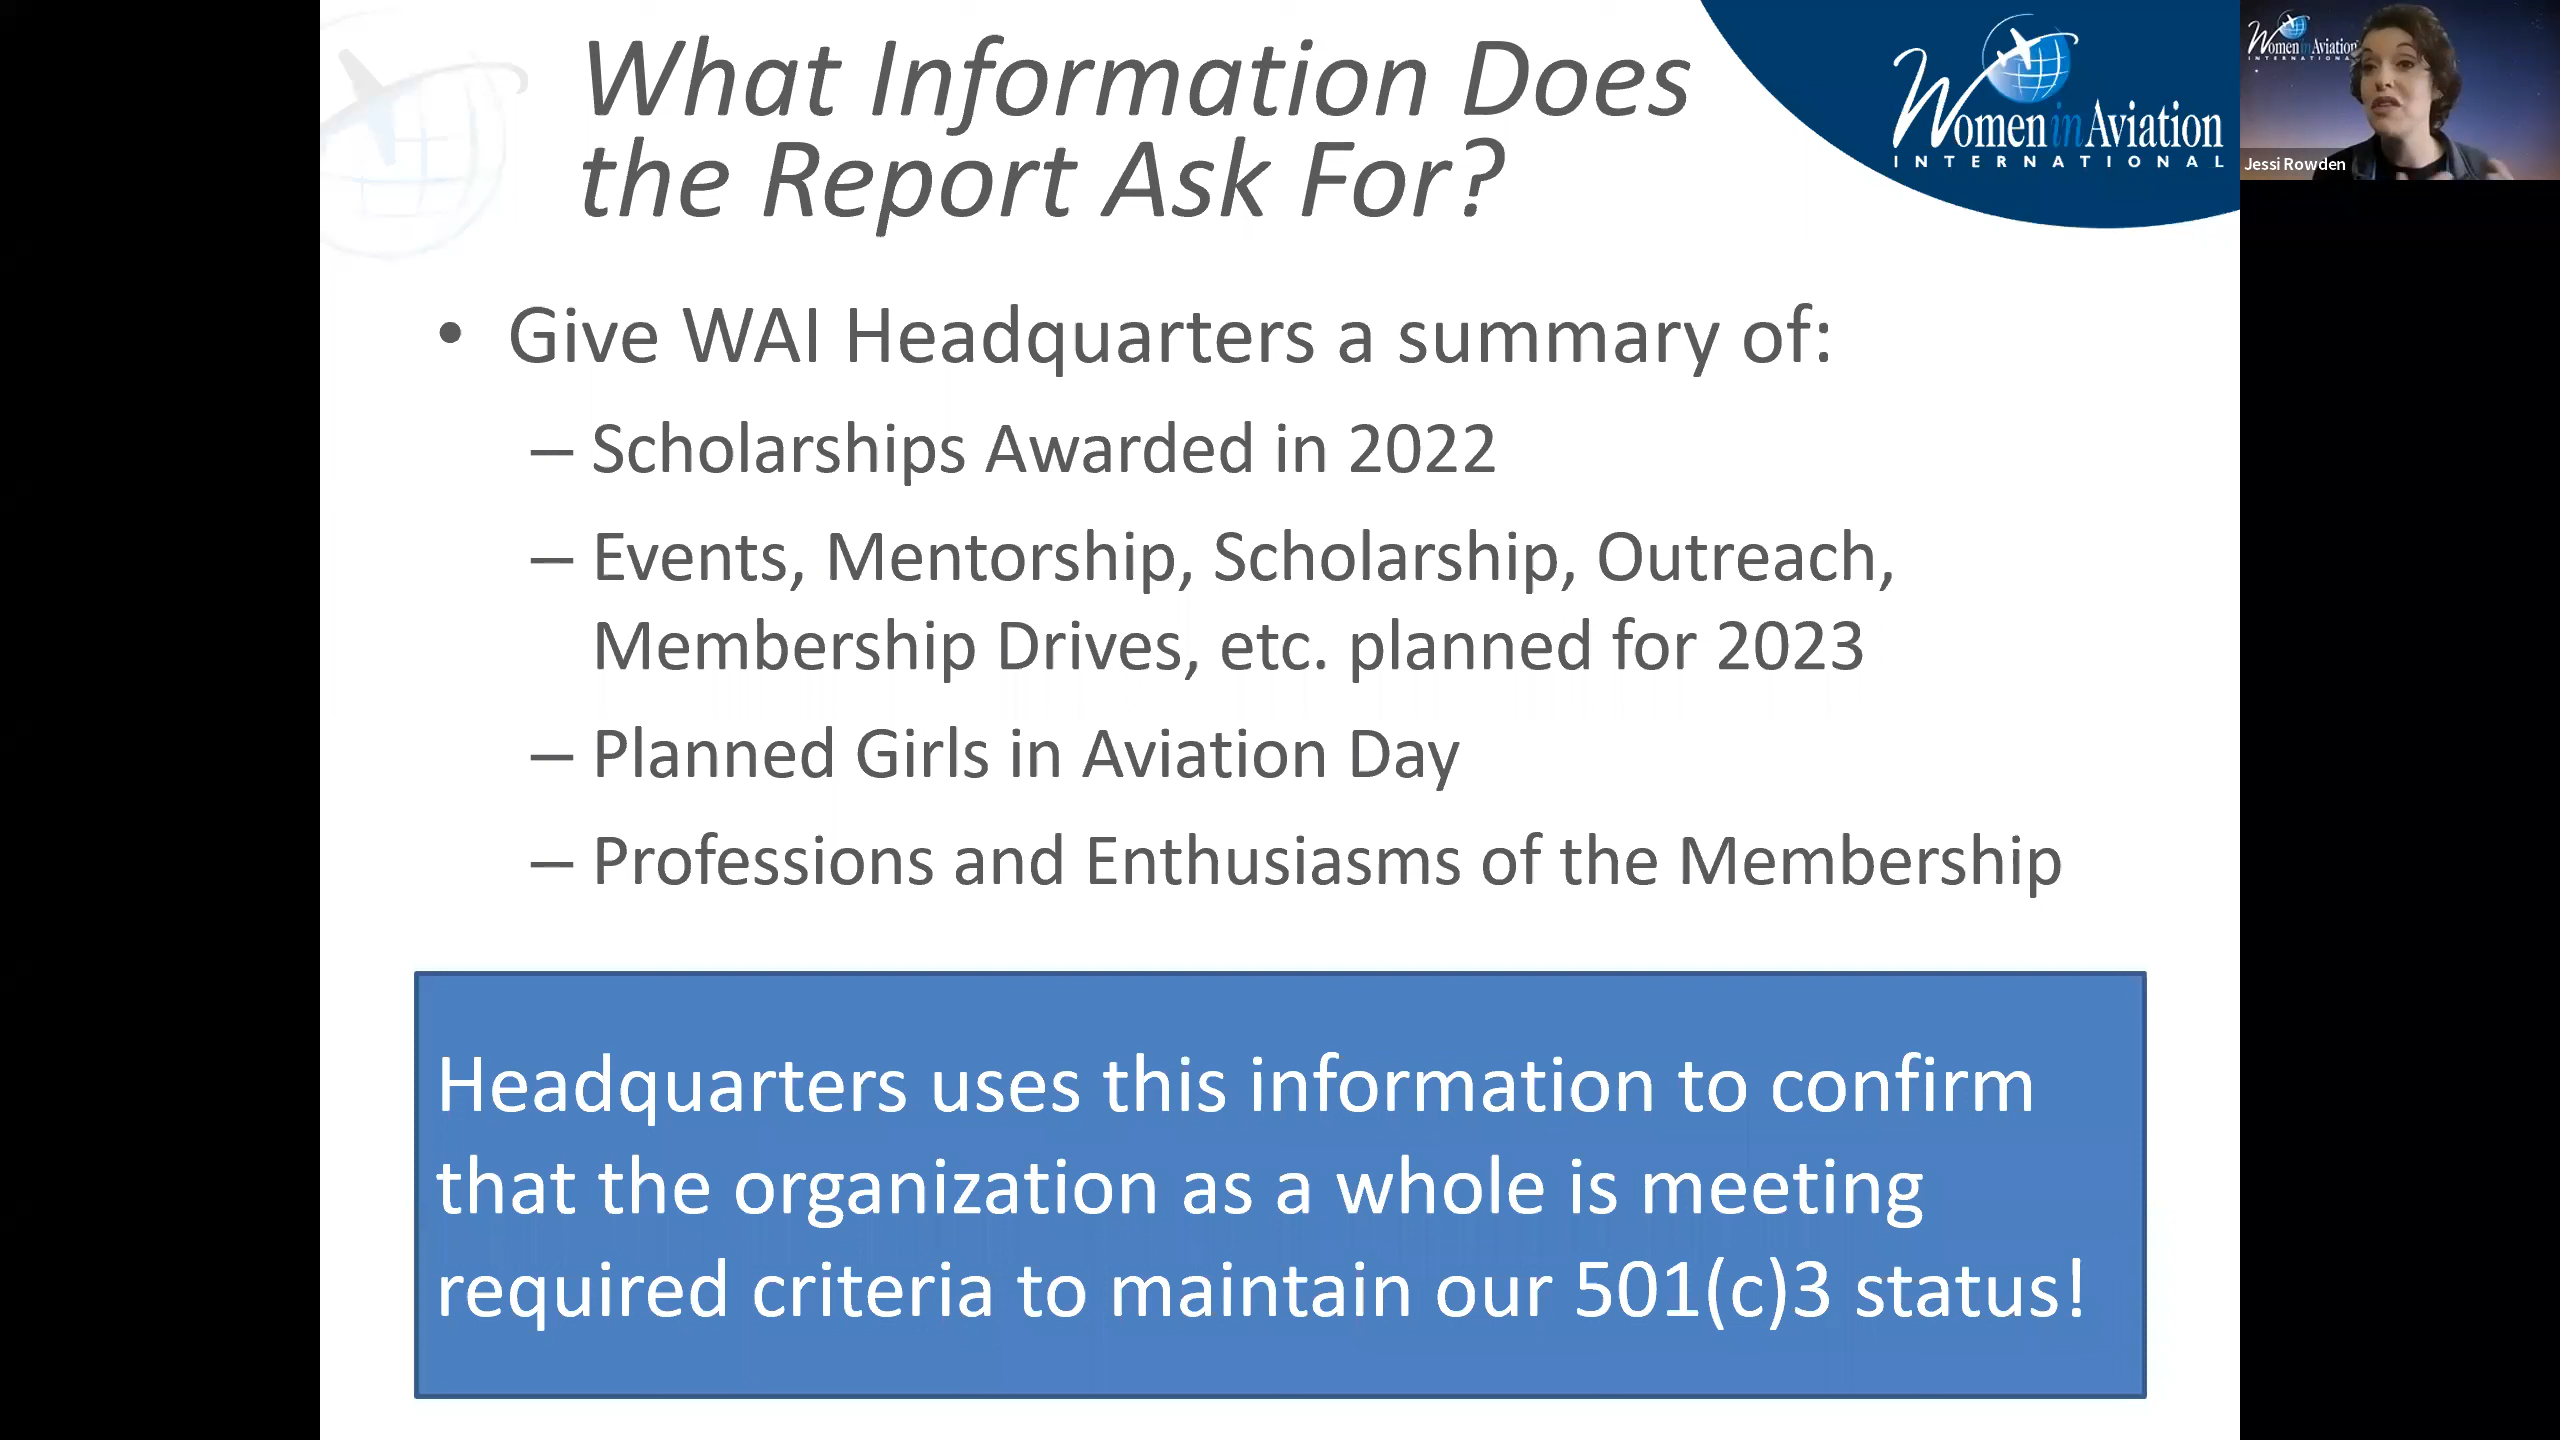 What Information Does
the Report Ask For?
Women in Aviation
INTERNATIONAL
Women in Aviation
INTERNATIONAL
Jessi Rowden
• Give WAI Headquarters a summary of:
– Scholarships Awarded in 2022
– Events, Mentorship, Scholarship, Outreach,
Membership Drives, etc. planned for 2023
– Planned Girls in Aviation Day
– Professions and Enthusiasms of the Membership
Headquarters uses this information to confirm
that the organization as a whole is meeting
required criteria to maintain our 501(c)3 status!